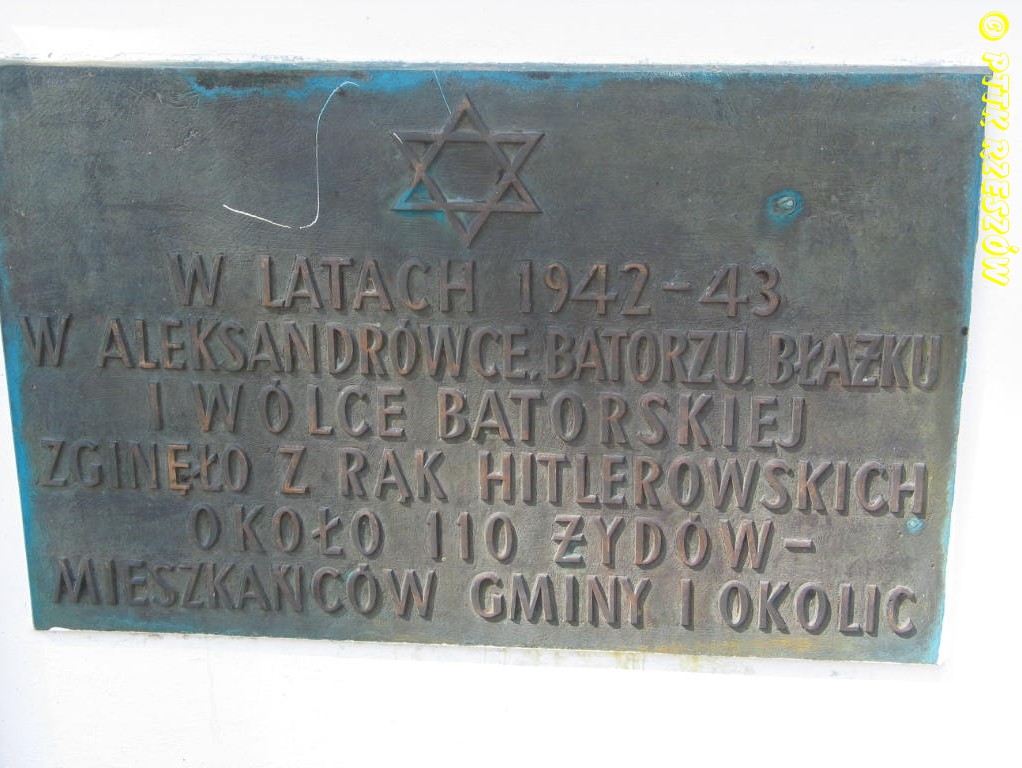 W LATACH 1942-43
W ALEKSANDRÓWCE, BATORZU, BŁAŻKU
I WÓLCE BATORSKIEJ
ZGINĘŁO Z RĄK HITLEROWSKICH
OKOŁO 110 ŻYDÓW-
MIESZKAŃCÓW GMINY I OKOLIC
© PTTK RZESZÓW